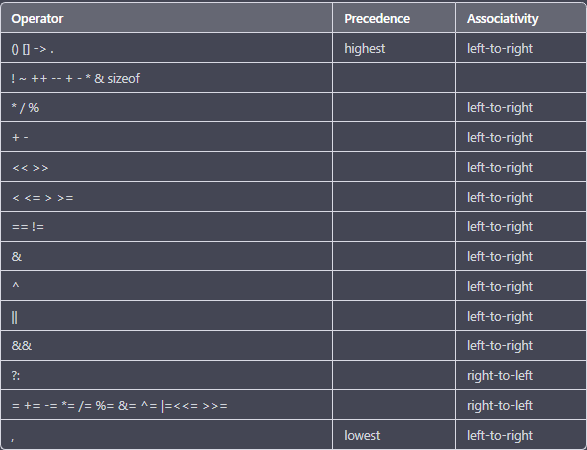 Operator Precedence Associativity
() [] -> . highest left-to-right
! ~ ++ -- + - * & sizeof
* / % left-to-right
+ - left-to-right
<< >> left-to-right
< <= > >= left-to-right
== != left-to-right
& left-to-right
^ left-to-right
|| left-to-right
&& left-to-right
?: right-to-left
= += -= *= /= %= &= ^= |=<<= >>= right-to-left
, lowest left-to-right